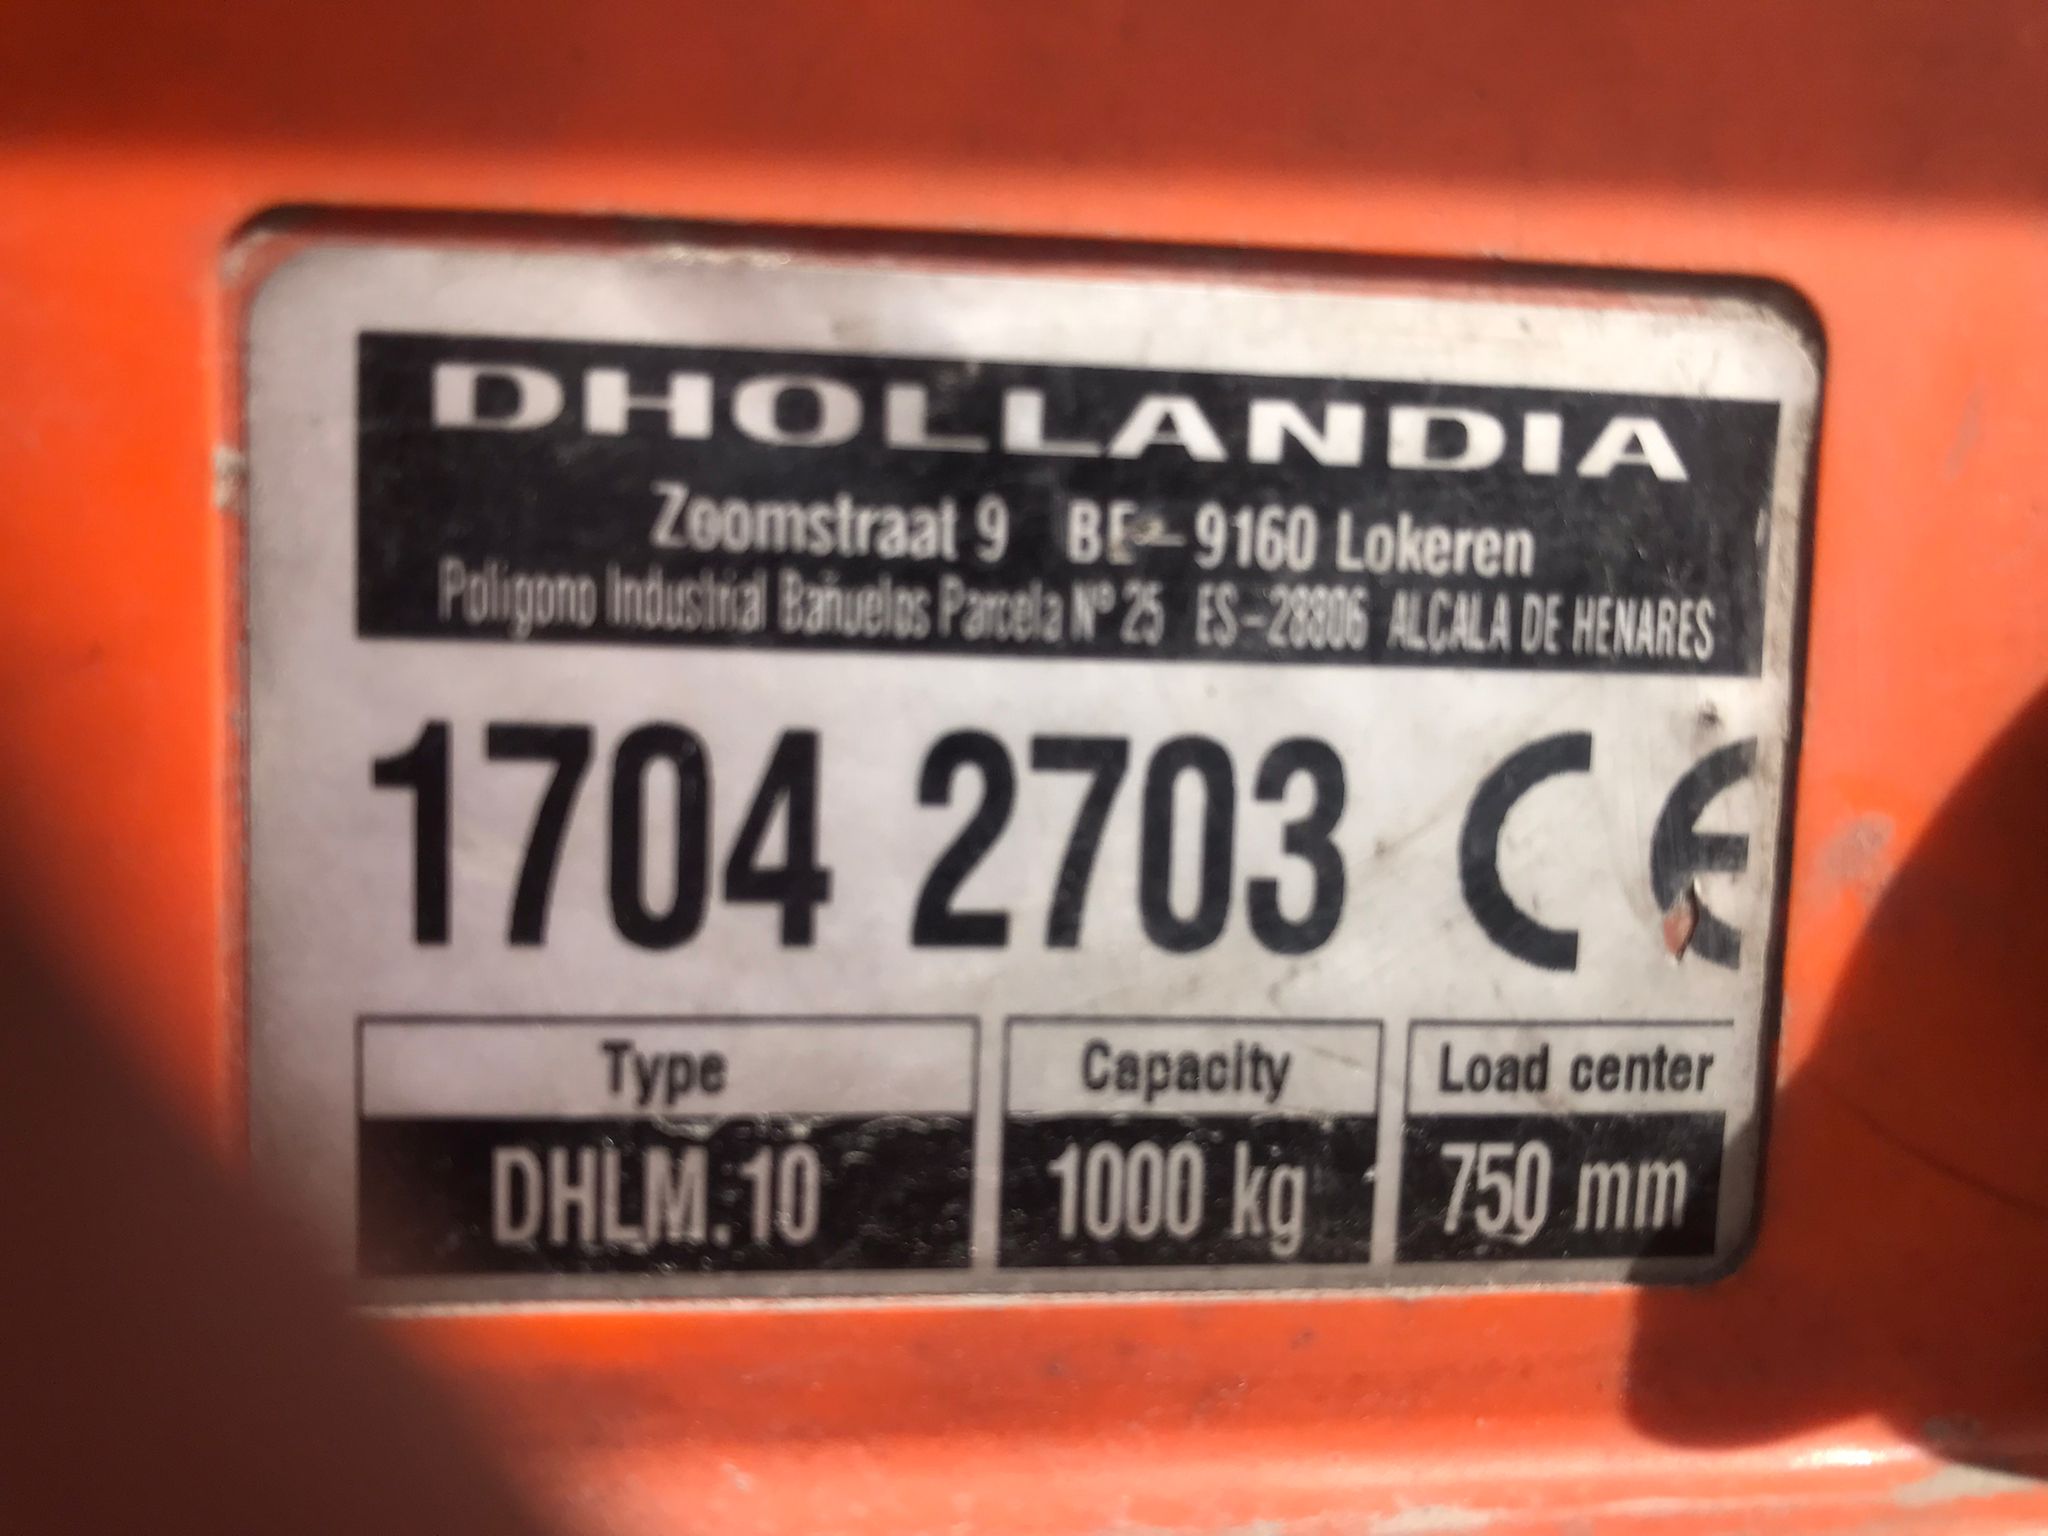 DHOLLANDIA
Zoomstraat 9 BE-9160 Lokeren
Polígono Industrial Bañuelos Parcela Nº 25 ES-28806 ALCALA DE HENARES
1704 2703 CE
Type Capacity Load center
DHLM.10 1000 kg 750 mm